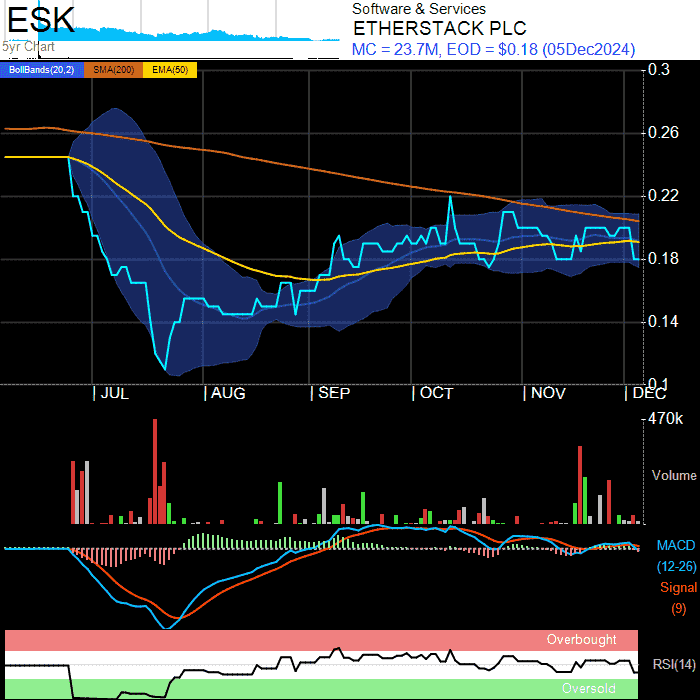 ESK
5yr Chart
Software & Services
ETHERSTACK PLC
MC = 23.7M, EOD = $0.18 (05Dec2024)
BollBands(20,2) SMA(200) EMA(50)
0.3
0.26
0.22
0.18
0.14
0.1
| JUL | AUG | SEP | OCT | NOV | DEC
470k
Volume
MACD
(12-26)
Signal
(9)
Overbought
RSI(14)
Oversold